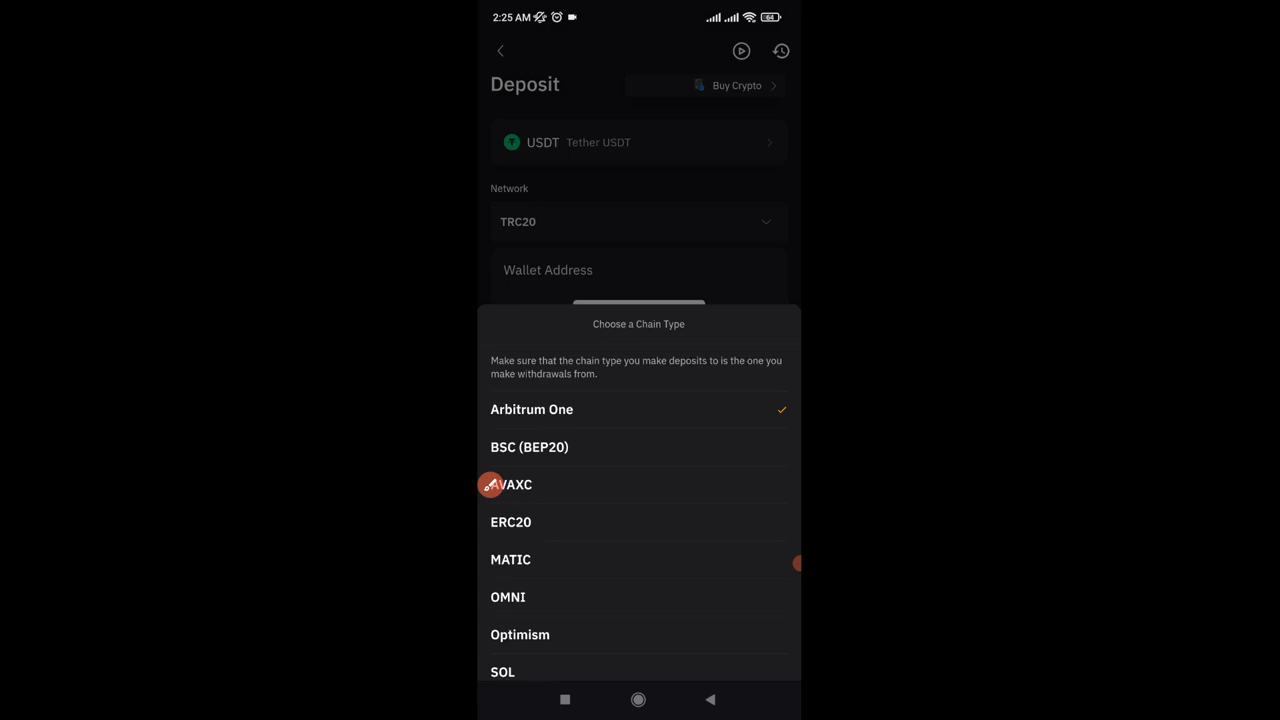 2:25 AM
64
Deposit
Buy Crypto
USDT Tether USDT
Network
TRC20
Wallet Address
Choose a Chain Type
Make sure that the chain type you make deposits to is the one you
make withdrawals from.
Arbitrum One
BSC (BEP20)
AVAXC
ERC20
MATIC
OMNI
Optimism
SOL